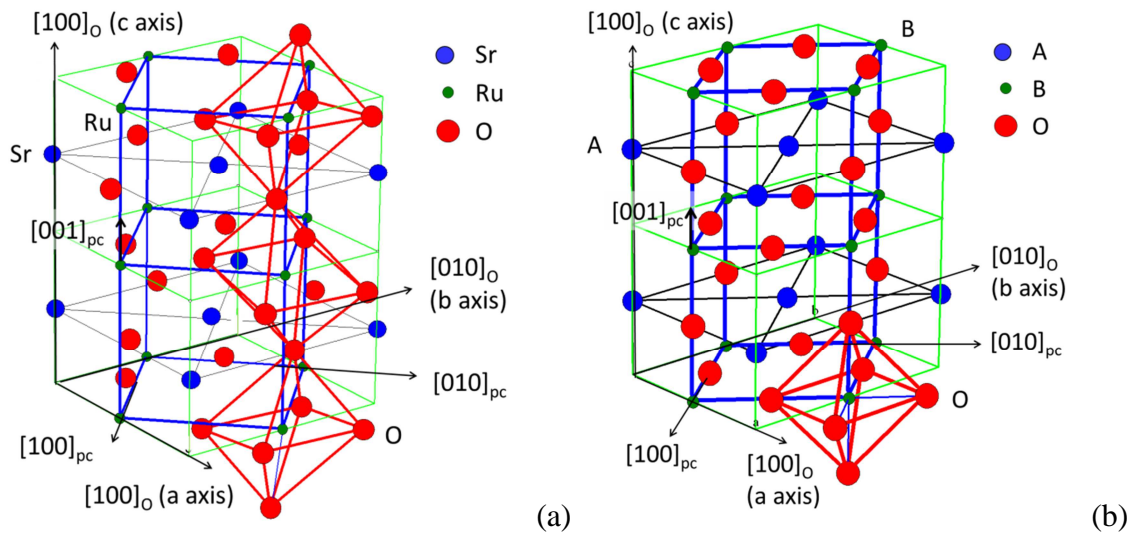 [100]O (c axis)
Sr
Ru
O
Ru
Sr
[001]pc
[010]O
(b axis)
[010]pc
O
[100]pc
[100]O (a axis)
(a)
[100]O (c axis)
B
A
B
O
c
A
[001]pc
[010]O
(b axis)
b
[010]pc
O
a
[100]pc
[100]O
(a axis)
(b)